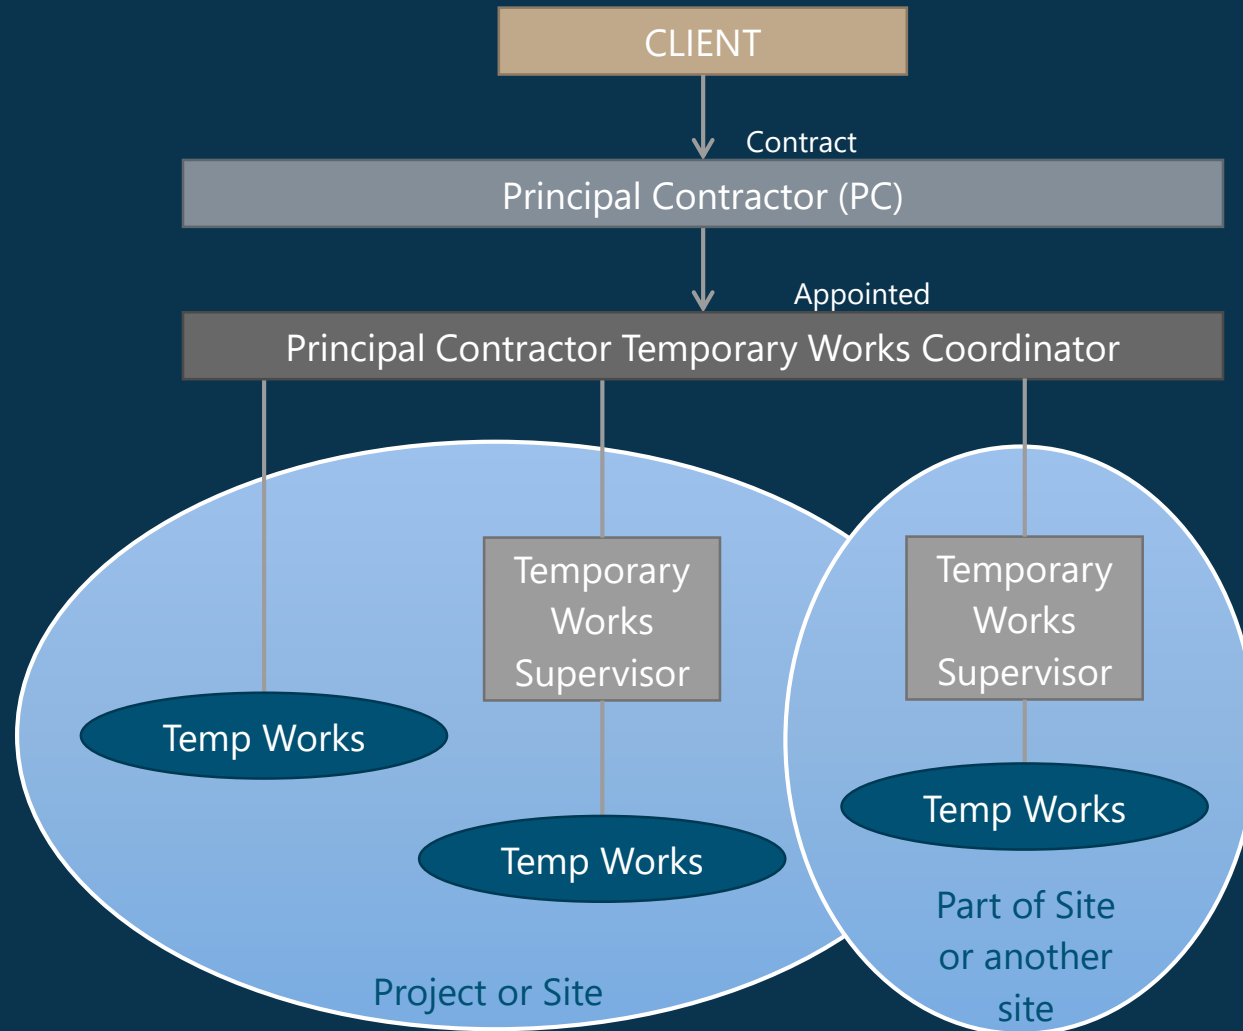 CLIENT
Contract
Principal Contractor (PC)
Appointed
Principal Contractor Temporary Works Coordinator
Temporary
Works
Supervisor
Temporary
Works
Supervisor
Temp Works
Temp Works
Temp Works
Project or Site
Part of Site
or another
site